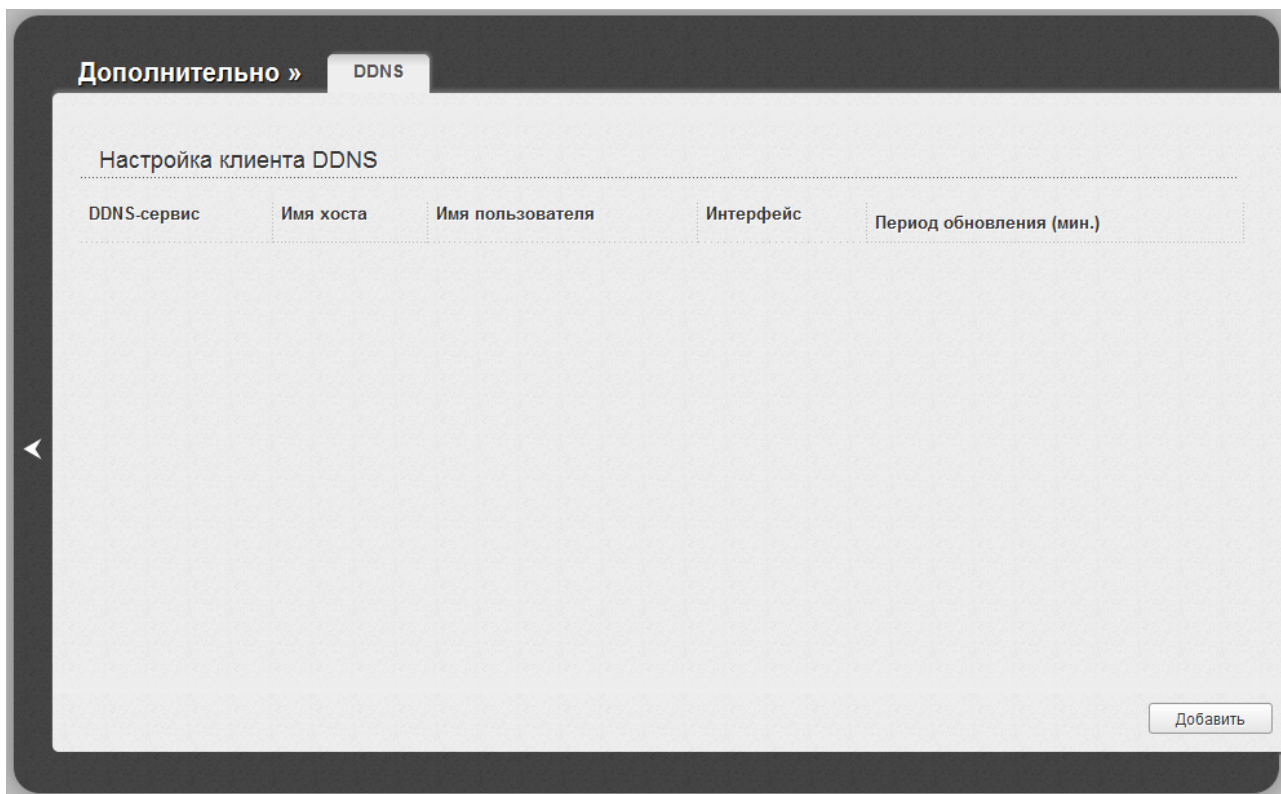 Дополнительно » DDNS
Настройка клиента DDNS
DDNS-сервис Имя хоста Имя пользователя Интерфейс Период обновления (мин.)
Добавить